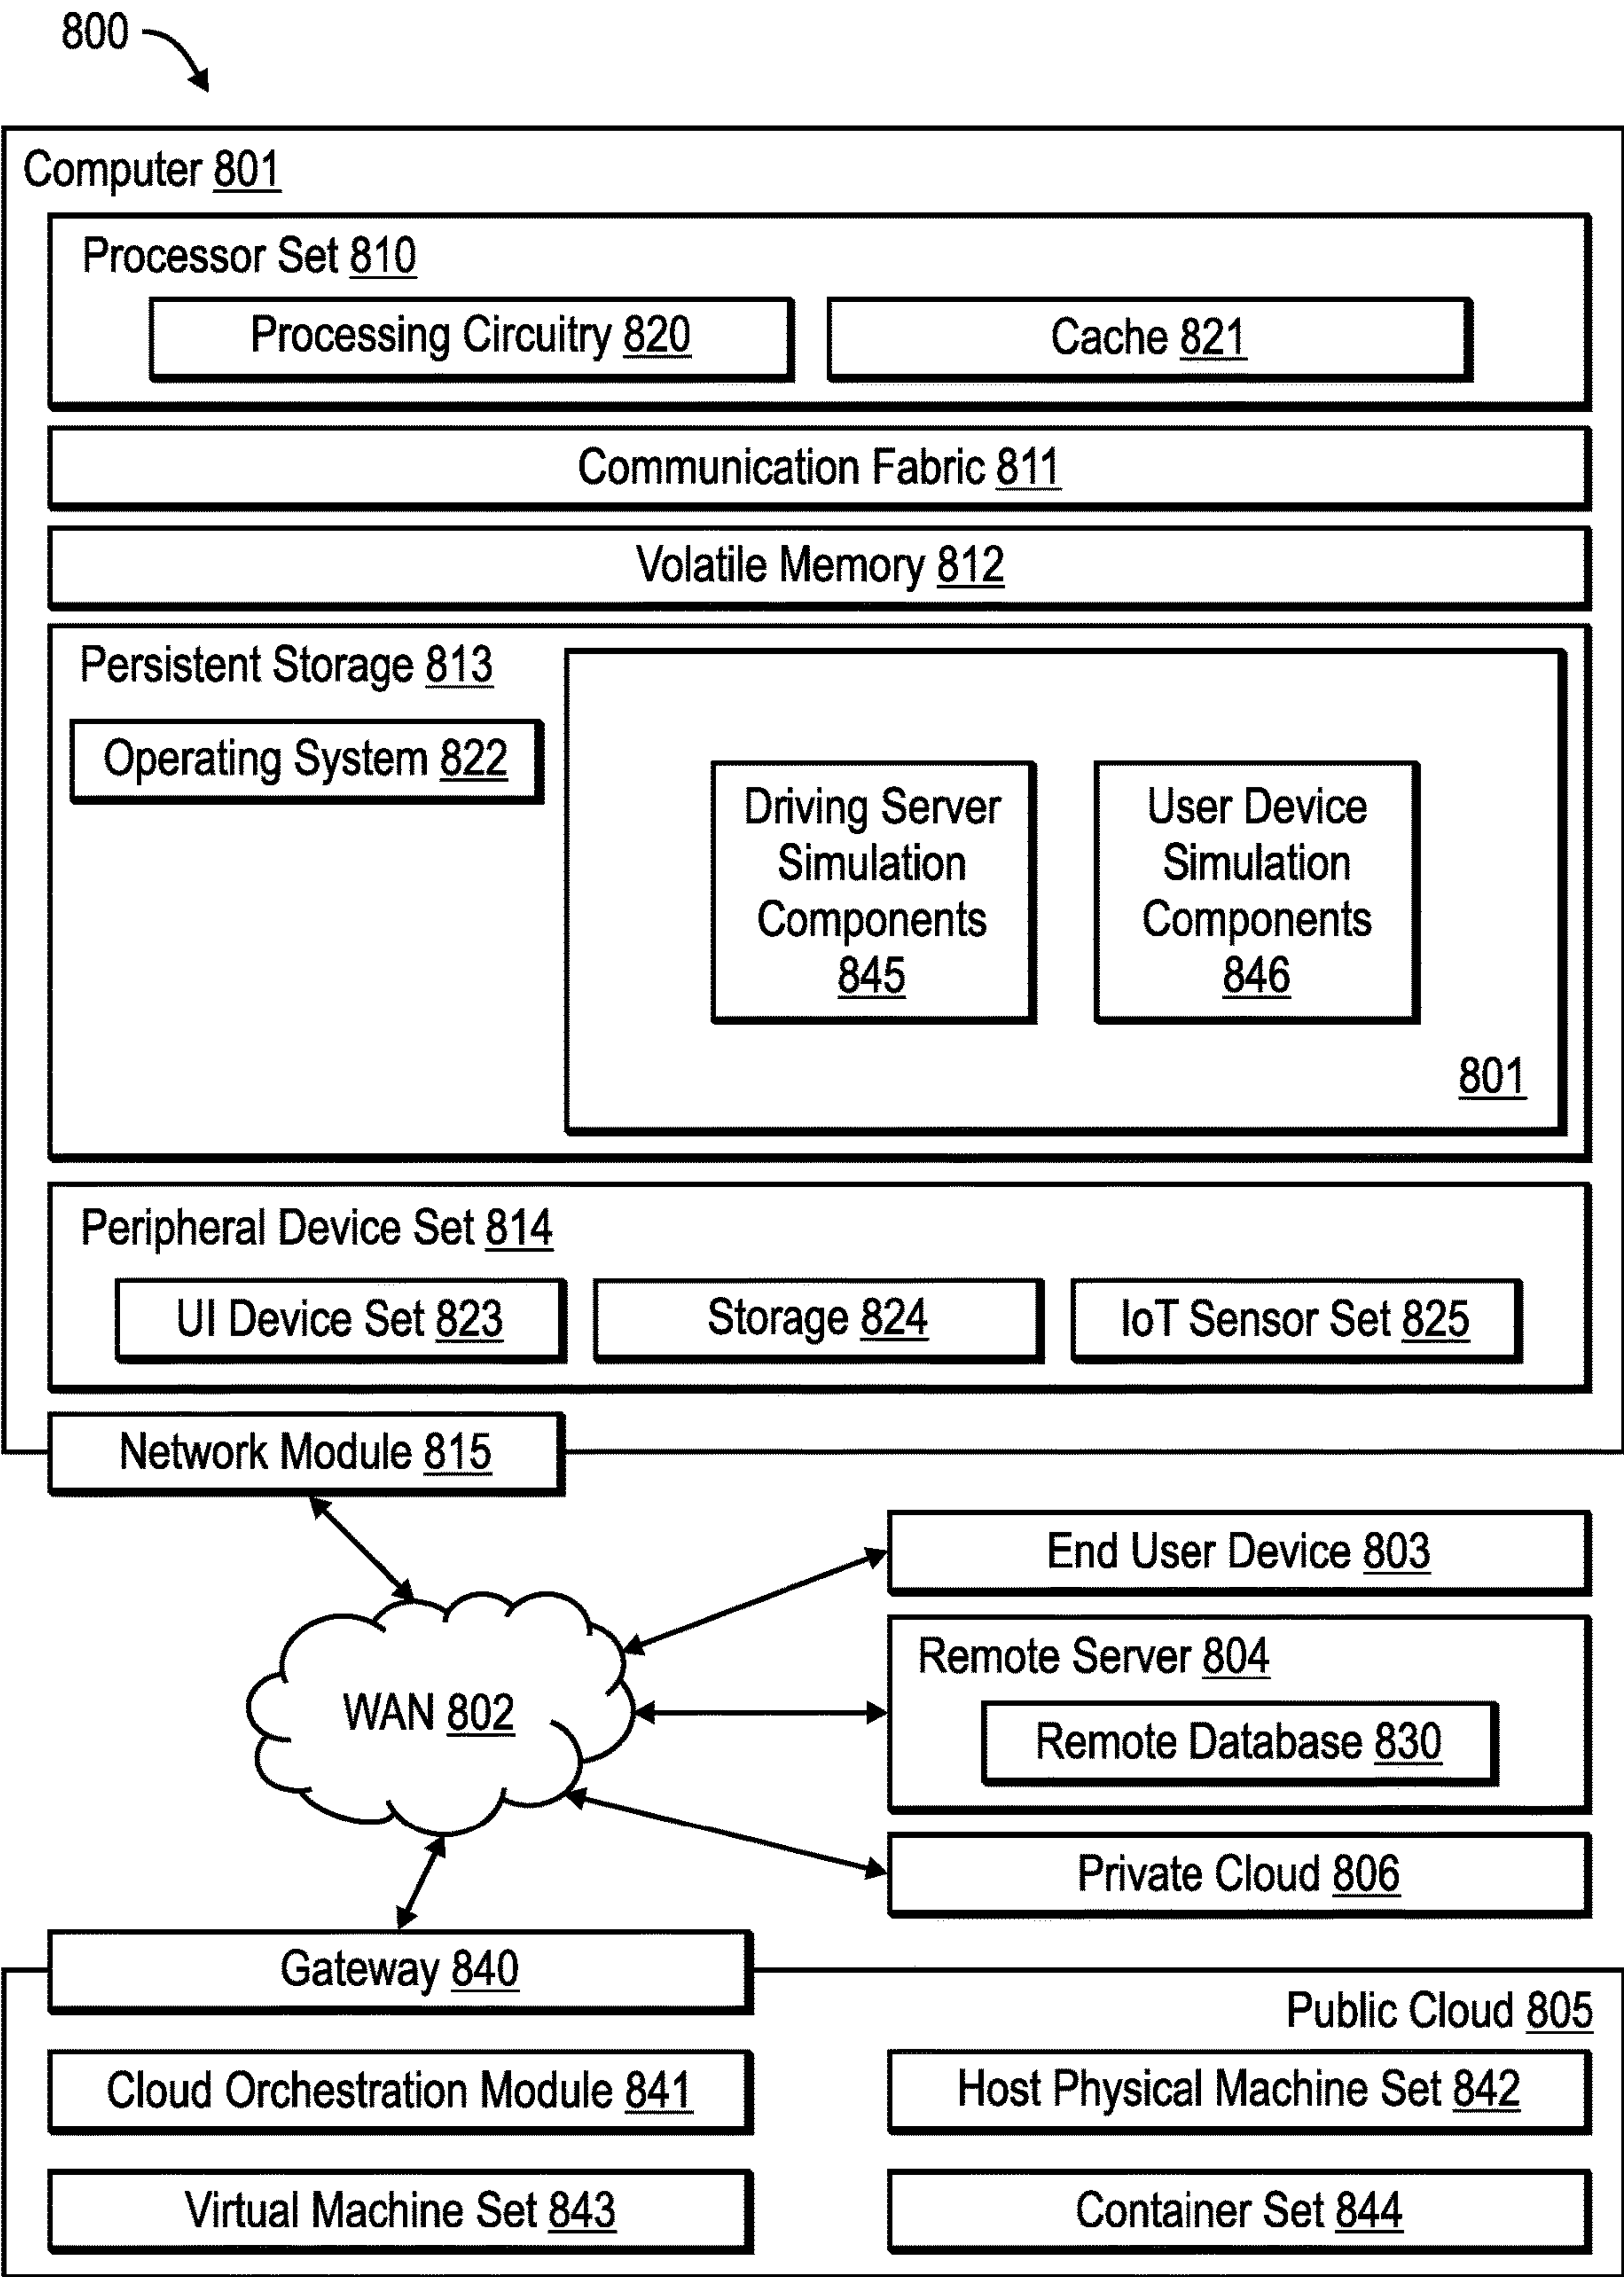 800
Computer 801
Processor Set 810
Processing Circuitry 820
Cache 821
Communication Fabric 811
Volatile Memory 812
Persistent Storage 813
Operating System 822
Driving Server
Simulation
Components
845
User Device
Simulation
Components
846
801
Peripheral Device Set 814
UI Device Set 823
Storage 824
IoT Sensor Set 825
Network Module 815
End User Device 803
Remote Server 804
WAN 802
Remote Database 830
Private Cloud 806
Gateway 840
Public Cloud 805
Cloud Orchestration Module 841
Host Physical Machine Set 842
Virtual Machine Set 843
Container Set 844